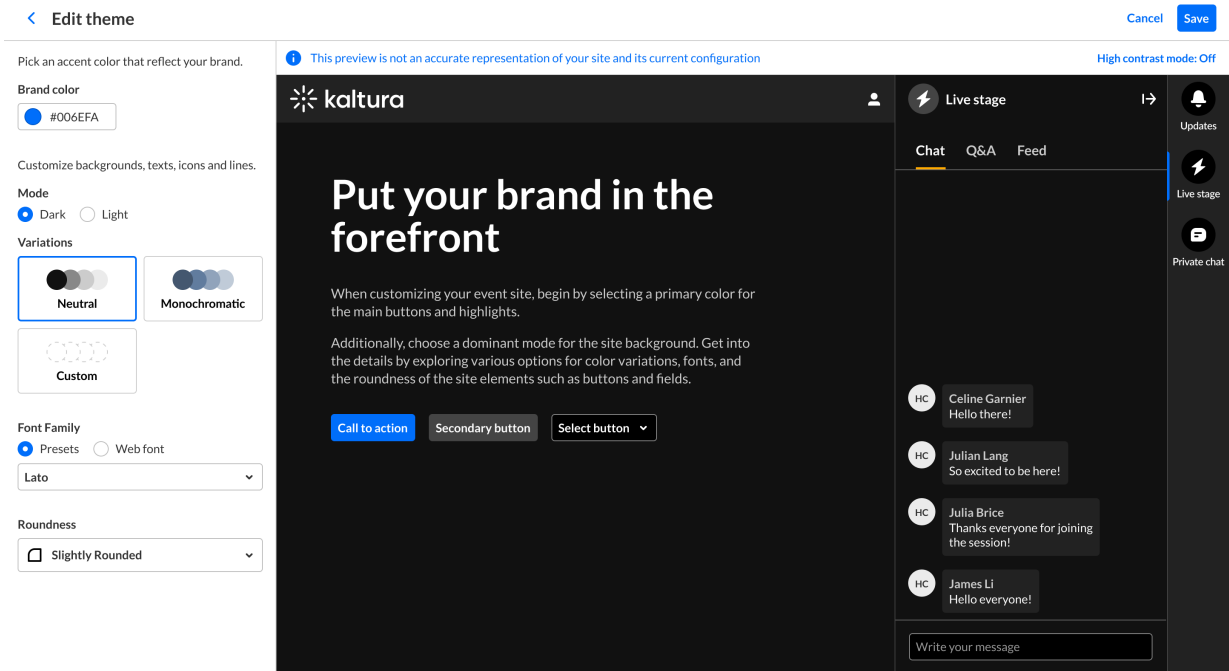 Edit theme
Cancel
Save
Pick an accent color that reflect your brand.
Brand color
#006EFA
Customize backgrounds, texts, icons and lines.
Mode
Dark
Light
Variations
Neutral
Monochromatic
Custom
Font Family
Presets
Web font
Lato
Roundness
Slightly Rounded
This preview is not an accurate representation of your site and its current configuration
High contrast mode: Off
kaltura
Put your brand in the
forefront
When customizing your event site, begin by selecting a primary color for
the main buttons and highlights.
Additionally, choose a dominant mode for the site background. Get into
the details by exploring various options for color variations, fonts, and
the roundness of the site elements such as buttons and fields.
Call to action
Secondary button
Select button
Live stage
Chat
Q&A
Feed
HC
Celine Garnier
Hello there!
HC
Julian Lang
So excited to be here!
HC
Julia Brice
Thanks everyone for joining
the session!
HC
James Li
Hello everyone!
Write your message
Updates
Live stage
Private chat